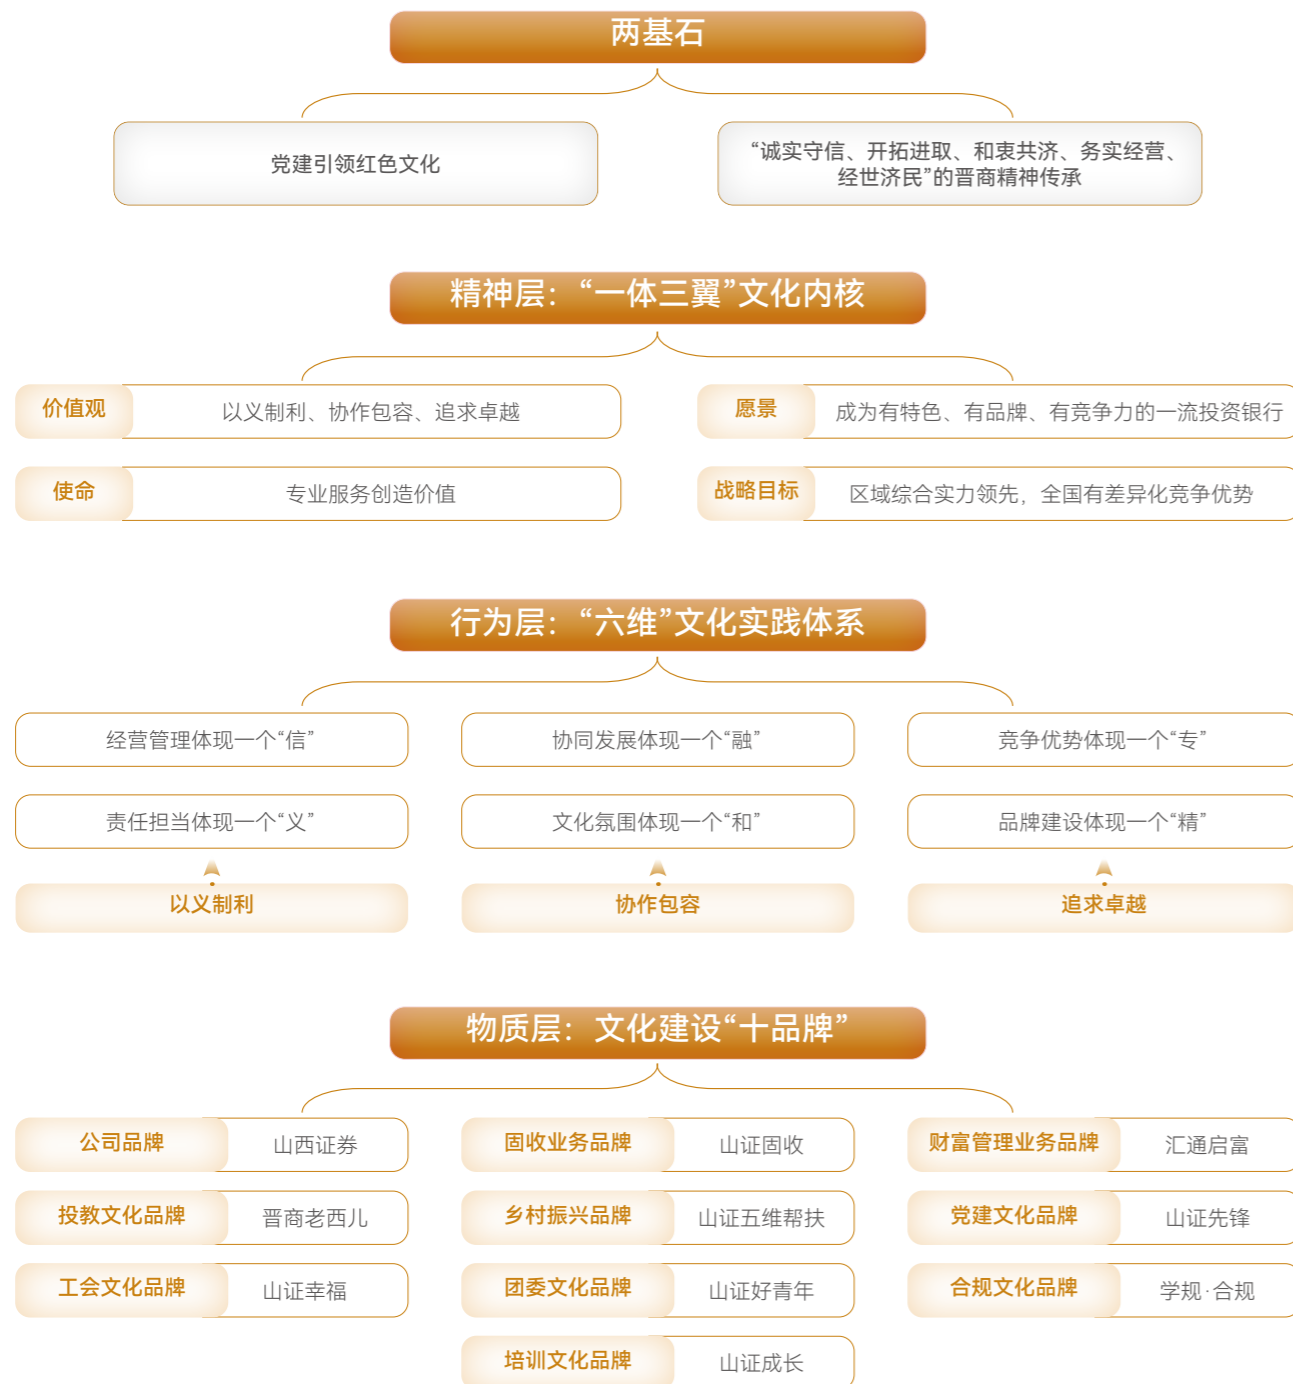 两基石
党建引领红色文化
“诚实守信、开拓进取、和衷共济、务实经营、
经世济民”的晋商精神传承
精神层：“一体三翼”文化内核
价值观 以义制利、协作包容、追求卓越
愿景 成为有特色、有品牌、有竞争力的一流投资银行
使命 专业服务创造价值
战略目标 区域综合实力领先，全国有差异化竞争优势
行为层：“六维”文化实践体系
经营管理体现一个“信”
协同发展体现一个“融”
竞争优势体现一个“专”
责任担当体现一个“义”
文化氛围体现一个“和”
品牌建设体现一个“精”
以义制利
协作包容
追求卓越
物质层：文化建设“十品牌”
公司品牌 山西证券
固收业务品牌 山证固收
财富管理业务品牌 汇通启富
投教文化品牌 晋商老西儿
乡村振兴品牌 山证五维帮扶
党建文化品牌 山证先锋
工会文化品牌 山证幸福
团委文化品牌 山证好青年
合规文化品牌 学规·合规
培训文化品牌 山证成长